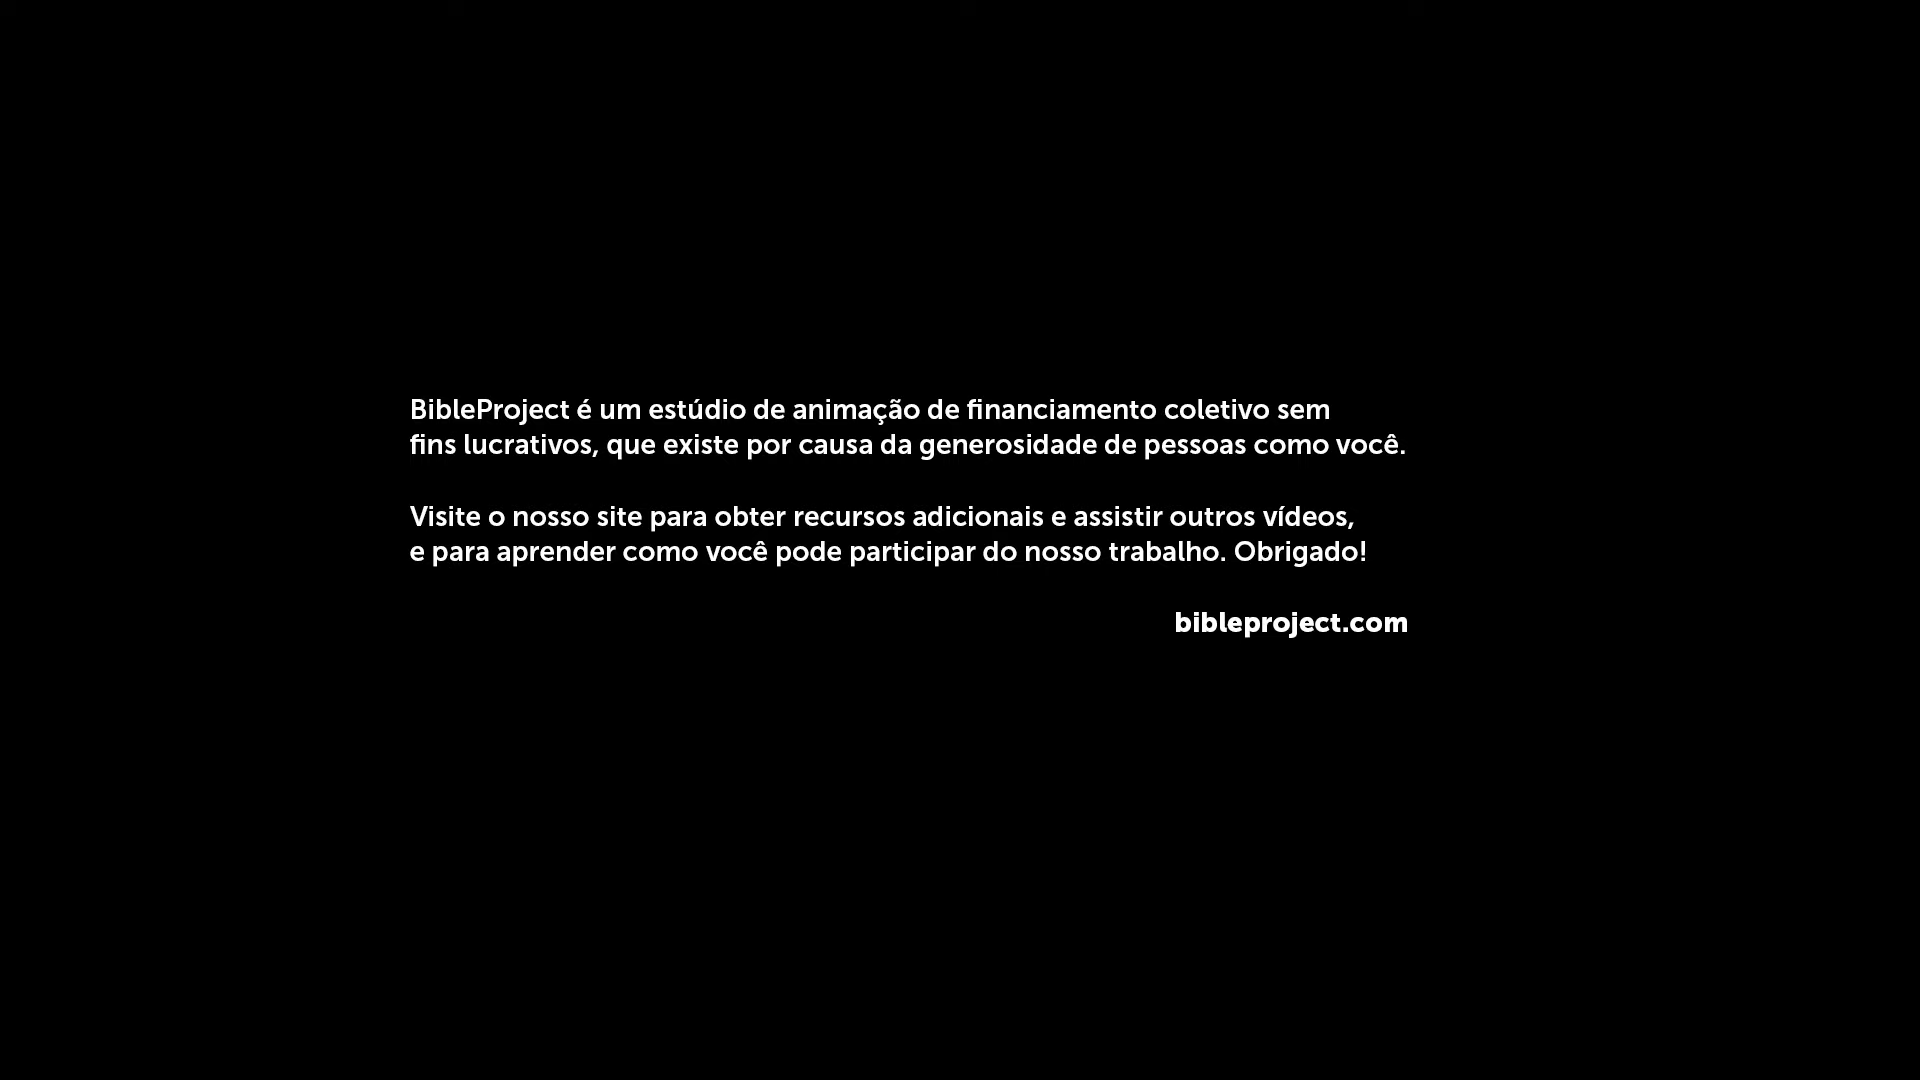 BibleProject é um estúdio de animação de financiamento coletivo sem
fins lucrativos, que existe por causa da generosidade de pessoas como você.
Visite o nosso site para obter recursos adicionais e assistir outros vídeos,
e para aprender como você pode participar do nosso trabalho. Obrigado!
bibleproject.com